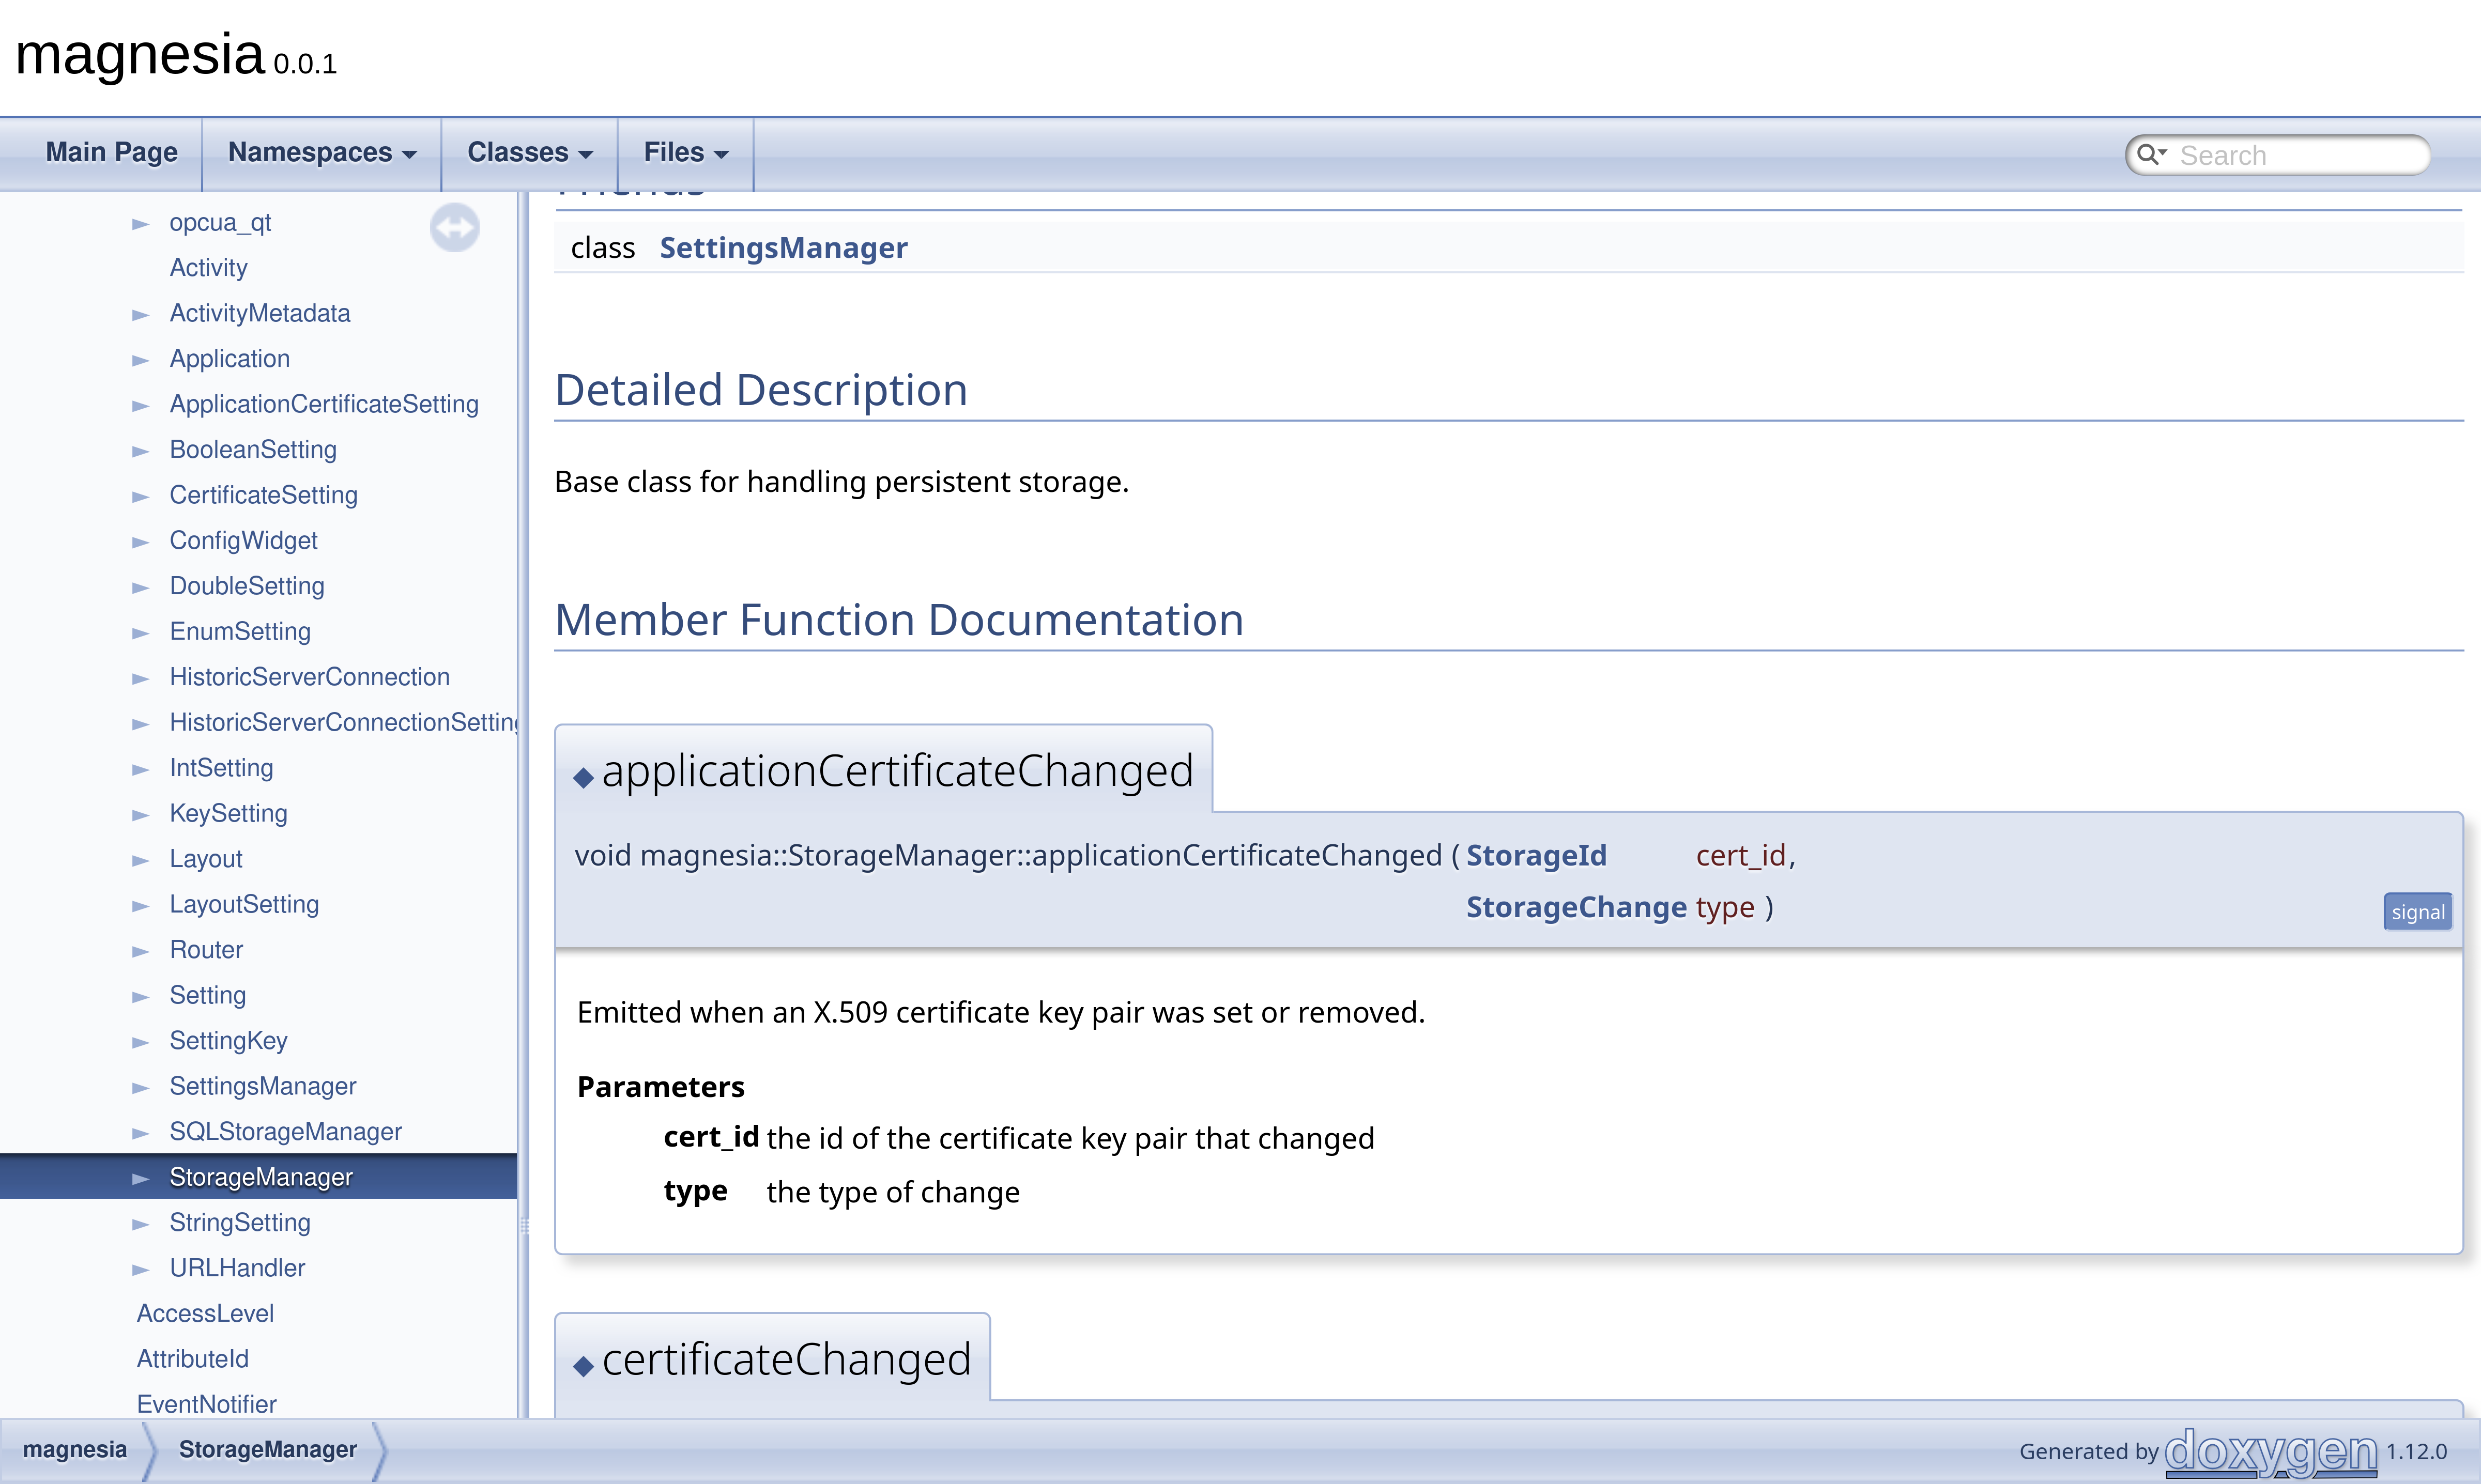 magnesia 0.0.1
Main Page
Namespaces
Classes
Files
Search
opcua_qt
Activity
ActivityMetadata
Application
ApplicationCertificateSetting
BooleanSetting
CertificateSetting
ConfigWidget
DoubleSetting
EnumSetting
HistoricServerConnection
HistoricServerConnectionSetting
IntSetting
KeySetting
Layout
LayoutSetting
Router
Setting
SettingKey
SettingsManager
SQLStorageManager
StorageManager
StringSetting
URLHandler
AccessLevel
AttributeId
EventNotifier
Friends
class SettingsManager
Detailed Description
Base class for handling persistent storage.
Member Function Documentation
◆ applicationCertificateChanged
void magnesia::StorageManager::applicationCertificateChanged ( StorageId cert_id,
StorageChange type )
signal
Emitted when an X.509 certificate key pair was set or removed.
Parameters
cert_id the id of the certificate key pair that changed
type the type of change
◆ certificateChanged
magnesia
StorageManager
Generated by doxygen 1.12.0